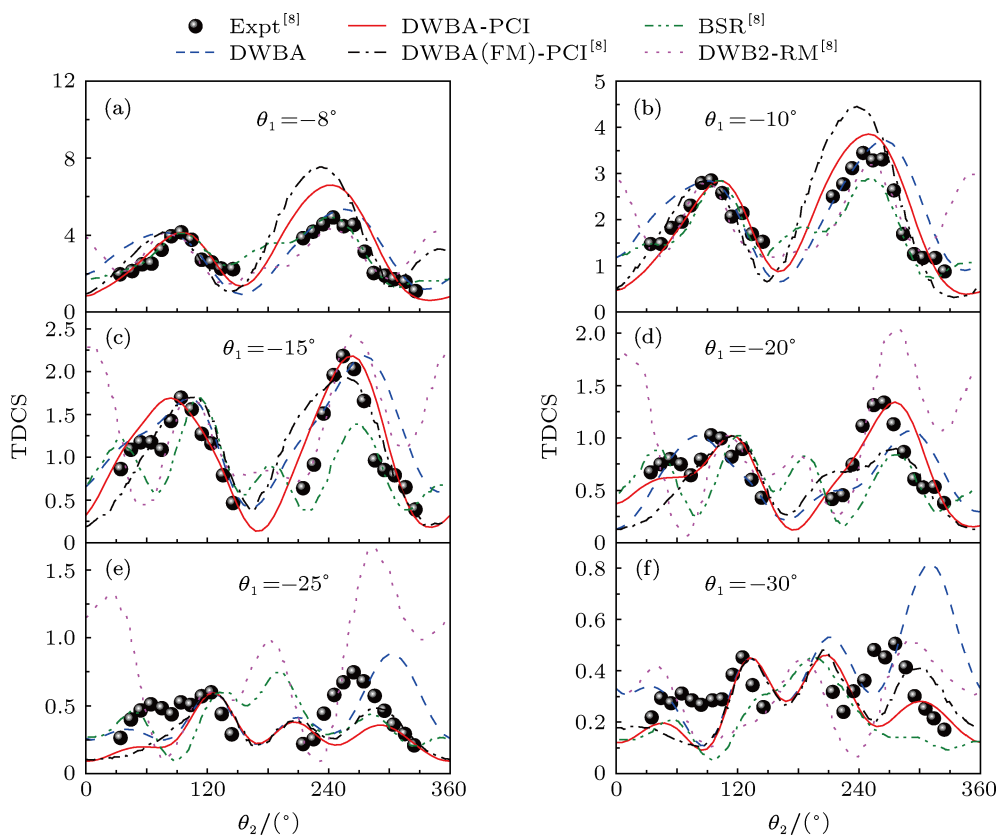 Expt[8] DWBA-PCI BSR[8]
DWBA DWBA(FM)-PCI[8] DWB2-RM[8]
12
8
4
0
(a)
θ1=−8°
5
4
3
2
1
0
(b)
θ1=−10°
2.5
2.0
1.5
1.0
0.5
0
(c)
θ1=−15°
2.0
1.5
1.0
0.5
0
(d)
θ1=−20°
1.5
1.0
0.5
0
(e)
θ1=−25°
0.8
0.6
0.4
0.2
0
(f)
θ1=−30°
TDCS
TDCS
0 120 240 360
120 240 360
θ2/(°)
θ2/(°)